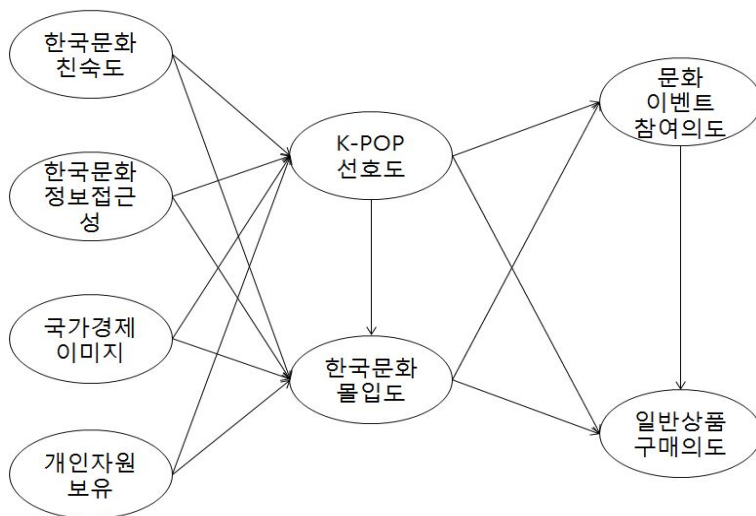 한국문화
친숙도
한국문화
정보접근
성
국가경제
이미지
개인자원
보유
K-POP
선호도
한국문화
몰입도
문화
이벤트
참여의도
일반상품
구매의도